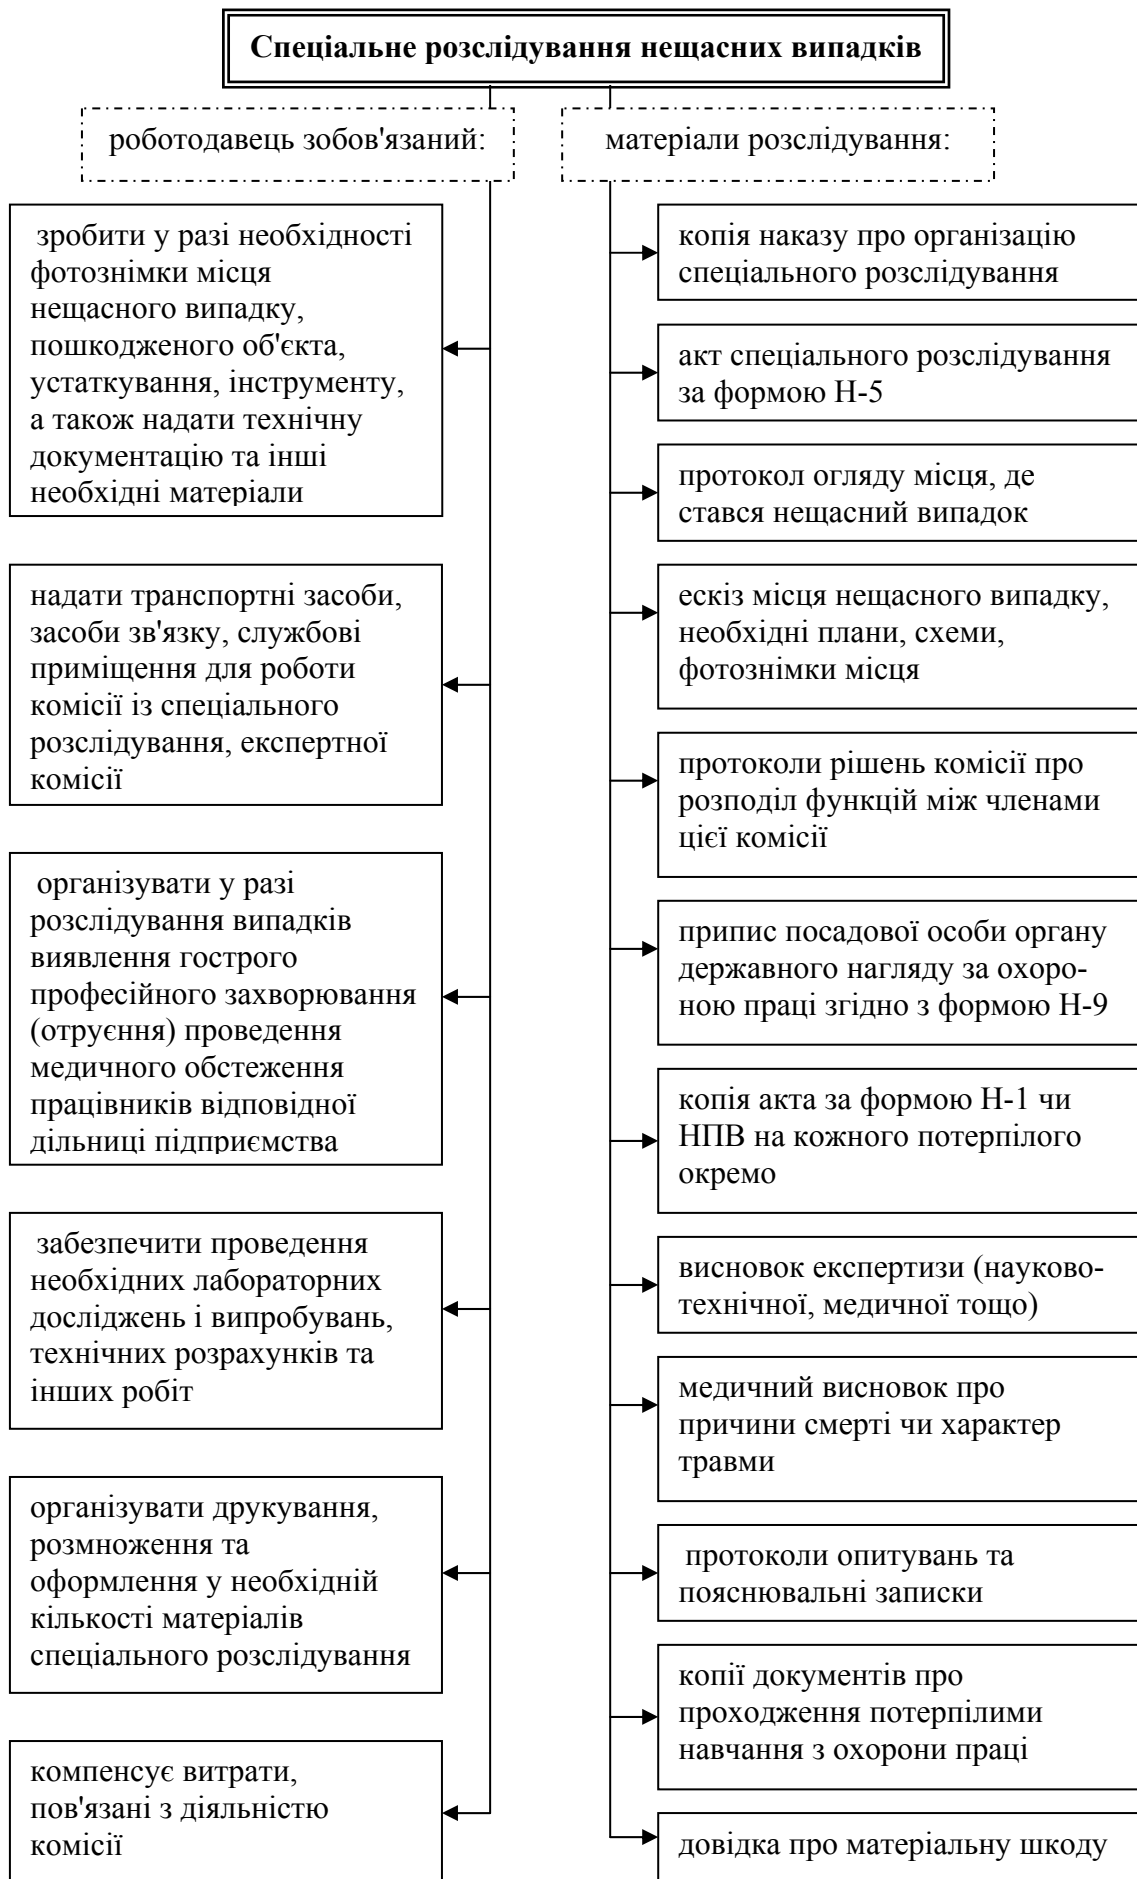 Спеціальне розслідування нещасних випадків
роботодавець зобов'язаний:
зробити у разі необхідності
фотознімки місця
нещасного випадку,
пошкодженого об'єкта,
устаткування, інструменту,
а також надати технічну
документацію та інші
необхідні матеріали
надати транспортні засоби,
засоби зв'язку, службові
приміщення для роботи
комісії із спеціального
розслідування, експертної
комісії
організувати у разі
розслідування випадків
виявлення гострого
професійного захворювання
(отруєння) проведення
медичного обстеження
працівників відповідної
дільниці підприємства
забезпечити проведення
необхідних лабораторних
досліджень і випробувань,
технічних розрахунків та
інших робіт
організувати друкування,
розмноження та
оформлення у необхідній
кількості матеріалів
спеціального розслідування
компенсує витрати,
пов'язані з діяльністю
комісії
матеріали розслідування:
копія наказу про організацію
спеціального розслідування
акт спеціального розслідування
за формою Н-5
протокол огляду місця, де
стався нещасний випадок
ескіз місця нещасного випадку,
необхідні плани, схеми,
фотознімки місця
протоколи рішень комісії про
розподіл функцій між членами
цієї комісії
припис посадової особи органу
державного нагляду за охоро-
ною праці згідно з формою Н-9
копія акта за формою Н-1 чи
НПВ на кожного потерпілого
окремо
висновок експертизи (науково-
технічної, медичної тощо)
медичний висновок про
причини смерті чи характер
травми
протоколи опитувань та
пояснювальні записки
копії документів про
проходження потерпілими
навчання з охорони праці
довідка про матеріальну шкоду